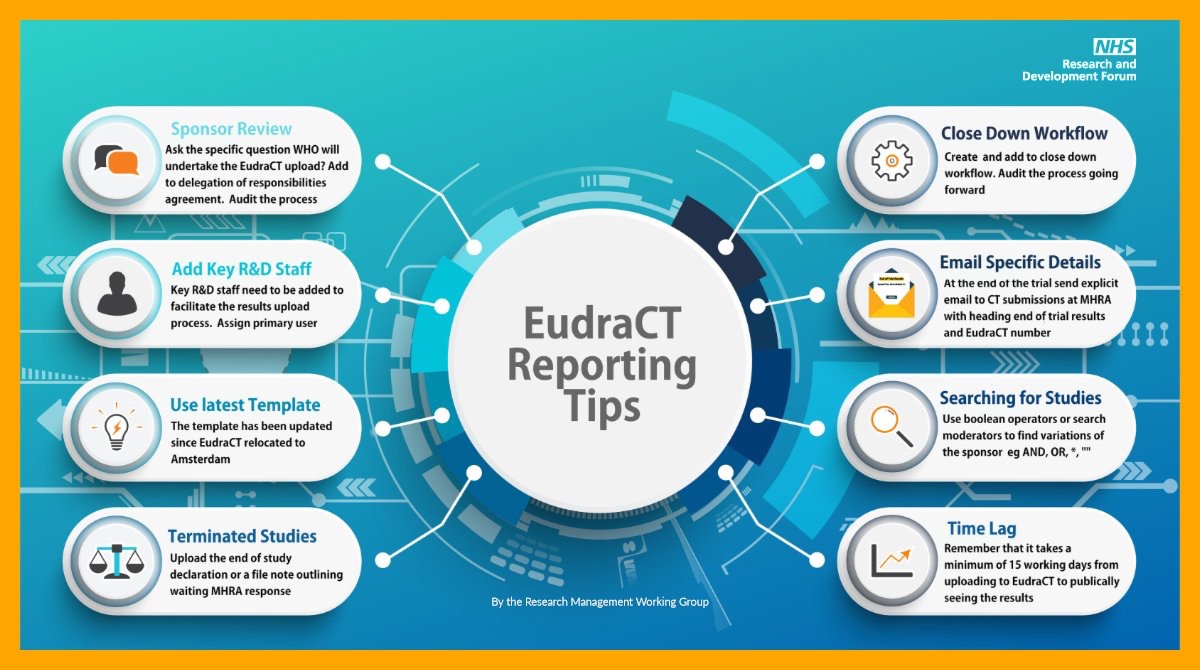 NHS
Research and
Development Forum
Sponsor Review
Ask the specific question WHO will
undertake the EudraCT upload? Add
to delegation of responsibilities
agreement. Audit the process
Add Key R&D Staff
Key R&D staff need to be added to
facilitate the results upload
process. Assign primary user
Use latest Template
The template has been updated
since EudraCT relocated to
Amsterdam
Terminated Studies
Upload the end of study
declaration or a file note outlining
waiting MHRA response
EudraCT
Reporting
Tips
Close Down Workflow
Create and add to close down
workflow. Audit the process going
forward
Email Specific Details
At the end of the trial send explicit
email to CT submissions at MHRA
with heading end of trial results
and EudraCT number
Searching for Studies
Use boolean operators or search
moderators to find variations of
the sponsor eg AND, OR, *, ""
Time Lag
Remember that it takes a
minimum of 15 working days from
uploading to EudraCT to publically
seeing the results
By the Research Management Working Group